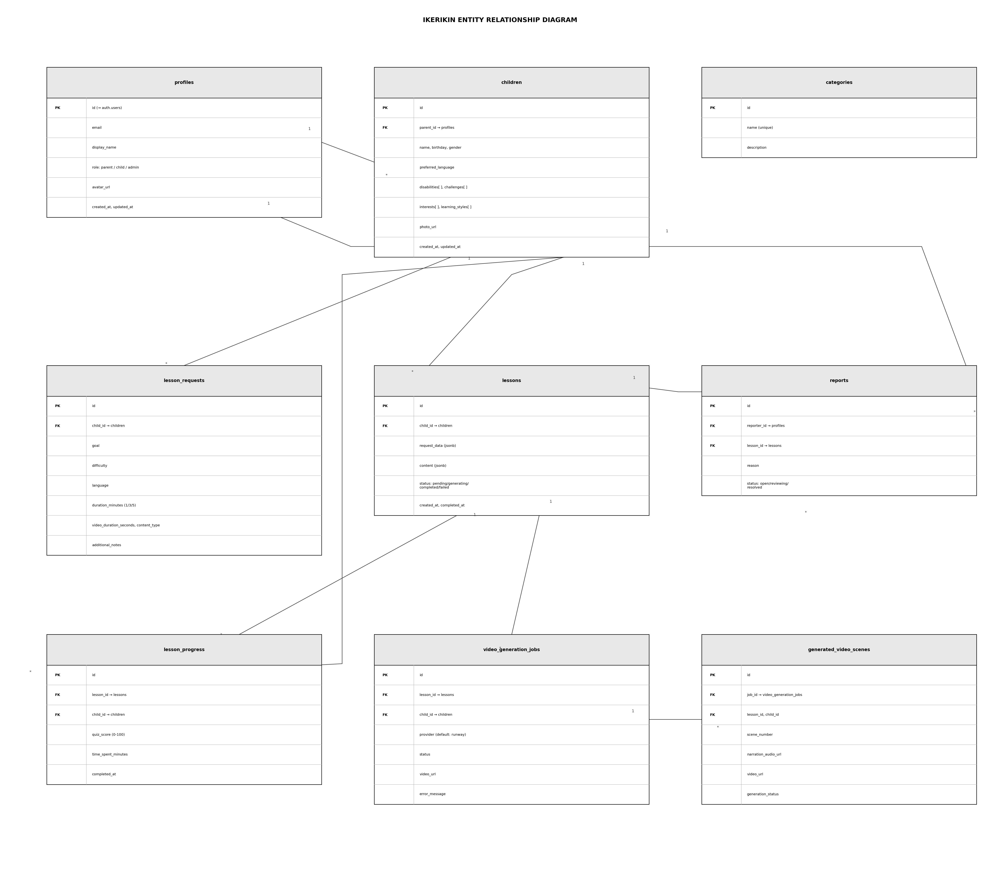 IKERIKIN ENTITY RELATIONSHIP DIAGRAM
profiles
PK id (→ auth.users)
email
1
display_name
role: parent / child / admin
avatar_url
1
created_at, updated_at
children
PK id
FK parent_id → profiles
name, birthday, gender
preferred_language
*
disabilities[ ], challenges[ ]
interests[ ], learning_styles[ ]
photo_url
created_at, updated_at
categories
PK id
name (unique)
description
1
1
1
*
lesson_requests
PK id
FK child_id → children
goal
difficulty
language
duration_minutes (1/3/5)
video_duration_seconds, content_type
additional_notes
*
1
lessons
PK id
FK child_id → children
request_data (jsonb)
content (jsonb)
status: pending/generating/
completed/failed
1
created_at, completed_at
1
reports
PK id
*
FK reporter_id → profiles
FK lesson_id → lessons
reason
status: open/reviewing/
resolved
*
*
lesson_progress
*
PK id
FK lesson_id → lessons
FK child_id → children
quiz_score (0-100)
time_spent_minutes
completed_at
*
video_generation_jobs
PK id
FK lesson_id → lessons
1
FK child_id → children
provider (default: runway)
status
video_url
error_message
generated_video_scenes
PK id
FK job_id → video_generation_jobs
FK lesson_id, child_id
*
scene_number
narration_audio_url
video_url
generation_status